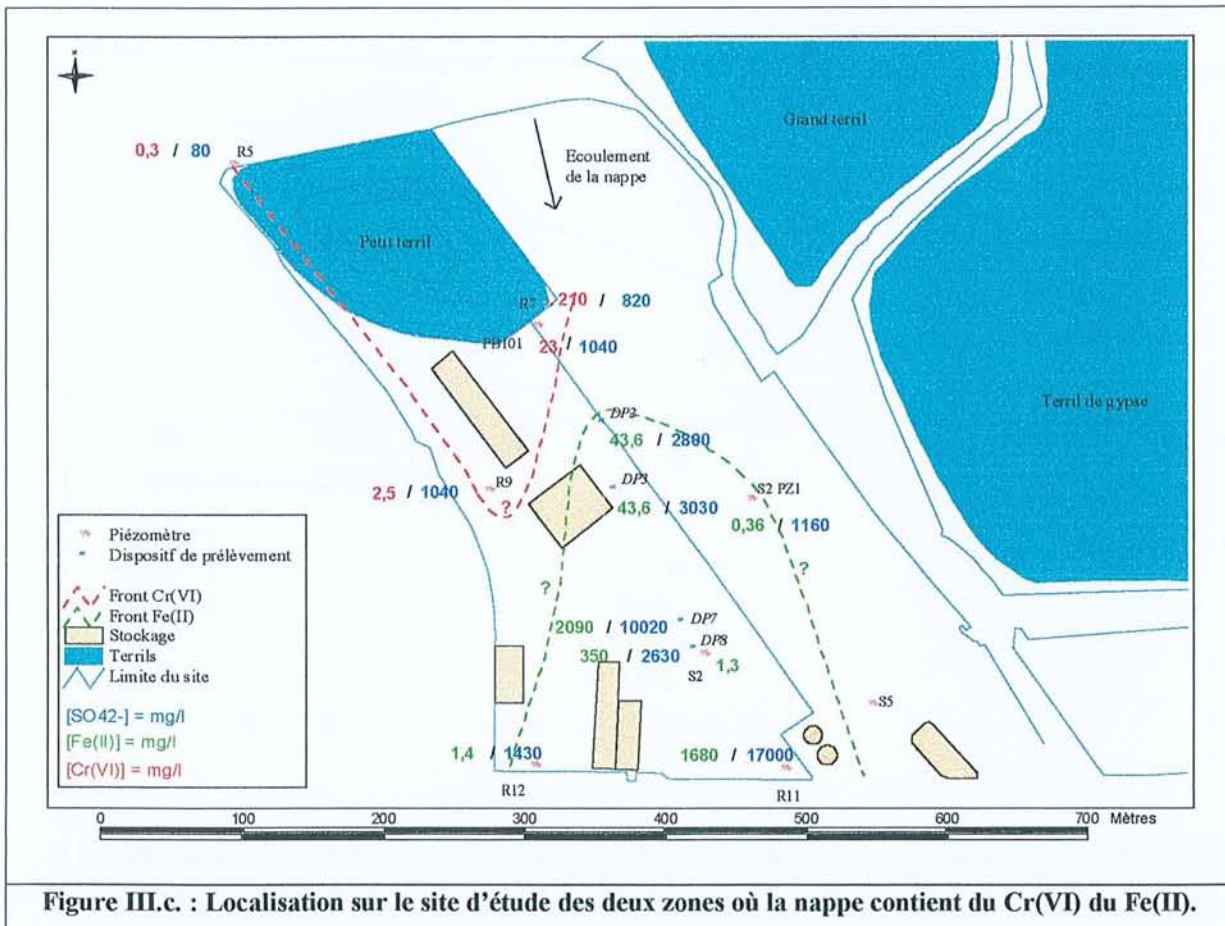 N
Grand terril
0,3 / 80 R5
Ecoulement
de la nappe
Petit terril
R7 210 / 820
PB101 23 / 1040
Terril de gypse
DP2
43,6 / 2800
DP3
43,6 / 3030
S2 PZ1
0,36 / 1160
R9
2,5 / 1040
?
?
?
Piézomètre
Dispositf de prélèvement
Front Cr(VI)
Front Fe(II)
Stockage
Terrils
Limite du site
[SO42-] = mg/l
[Fe(II)] = mg/l
[Cr(VI)] = mg/l
2090 / 10020 DP7
350 / 2630 DP8
S2 1,3
S5
1,4 / 1430
R12
1680 / 17000
R11
0 100 200 300 400 500 600 700 Mètres
Figure III.c. : Localisation sur le site d'étude des deux zones où la nappe contient du Cr(VI) du Fe(II).